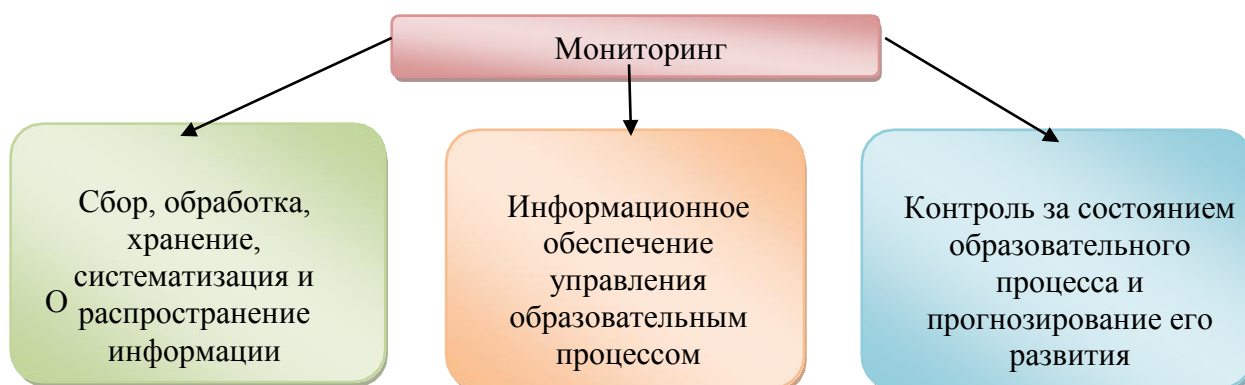 Мониторинг
Сбор, обработка,
хранение,
систематизация и
О
распространение
информации
Информационное
обеспечение
управления
образовательным
процессом
Контроль за состоянием
образовательного
процесса и
прогнозирование его
развития